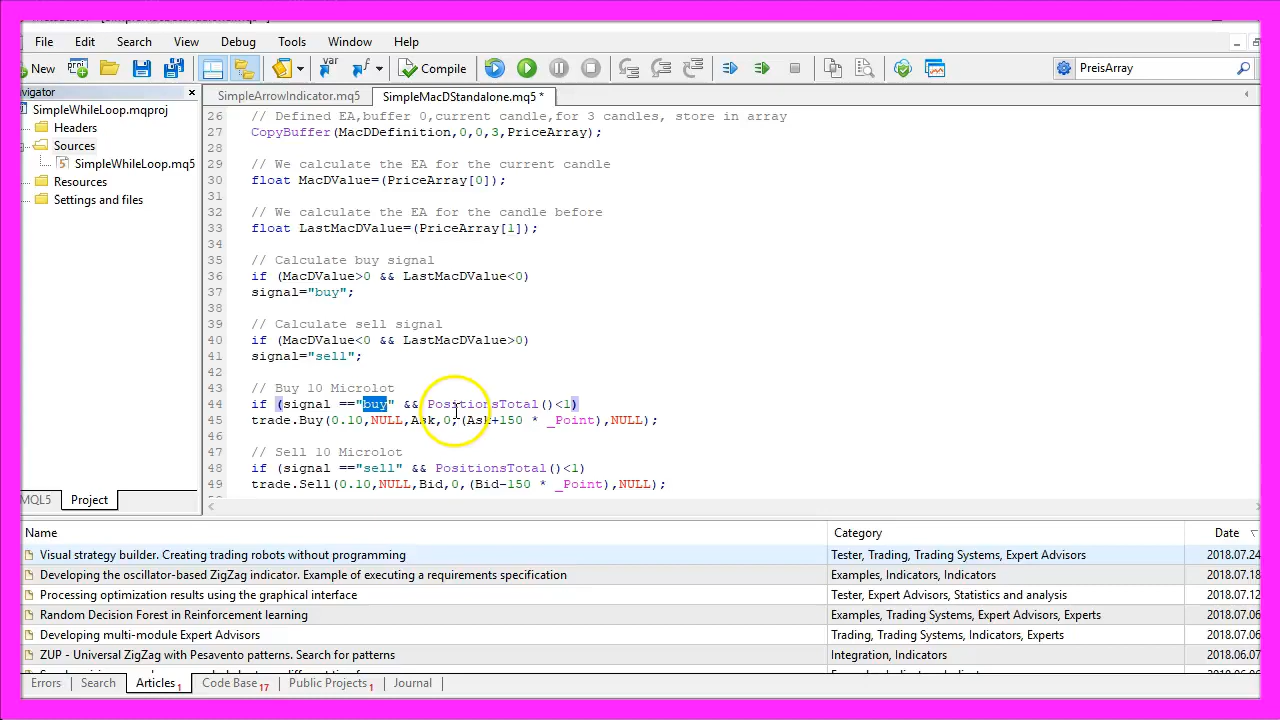 File Edit Search View Debug Tools Window Help
New Compile PreisArray
avigator
SimpleArrowIndicator.mq5 SimpleMacDStandalone.mq5 *
SimpleWhileLoop.mqproj
Headers
Sources
SimpleWhileLoop.mq5
Resources
Settings and files
MQL5 Project
26 // Defined EA,buffer 0,current candle,for 3 candles, store in array
27 CopyBuffer(MacDDefinition,0,0,3,PriceArray);
28
29 // We calculate the EA for the current candle
30 float MacDValue=(PriceArray[0]);
31
32 // We calculate the EA for the candle before
33 float LastMacDValue=(PriceArray[1]);
34
35 // Calculate buy signal
36 if (MacDValue>0 && LastMacDValue<0)
37 signal="buy";
38
39 // Calculate sell signal
40 if (MacDValue<0 && LastMacDValue>0)
41 signal="sell";
42
43 // Buy 10 Microlot
44 if (signal =="buy" && PositionsTotal()<1)
45 trade.Buy(0.10,NULL,Ask,0,(Ask+150 * _Point),NULL);
46
47 // Sell 10 Microlot
48 if (signal =="sell" && PositionsTotal()<1)
49 trade.Sell(0.10,NULL,Bid,0,(Bid-150 * _Point),NULL);
Name Category Date
Visual strategy builder. Creating trading robots without programming Tester, Trading, Trading Systems, Expert Advisors 2018.07.24
Developing the oscillator-based ZigZag indicator. Example of executing a requirements specification Examples, Indicators, Indicators 2018.07.18
Processing optimization results using the graphical interface Tester, Expert Advisors, Statistics and analysis 2018.07.12
Random Decision Forest in Reinforcement learning Examples, Trading Systems, Expert Advisors, Experts 2018.07.06
Developing multi-module Expert Advisors Trading, Trading Systems, Indicators, Experts 2018.07.06
ZUP - Universal ZigZag with Pesavento patterns. Search for patterns Integration, Indicators 2018.06.07
Errors Search Articles 1 Code Base 17 Public Projects 1 Journal